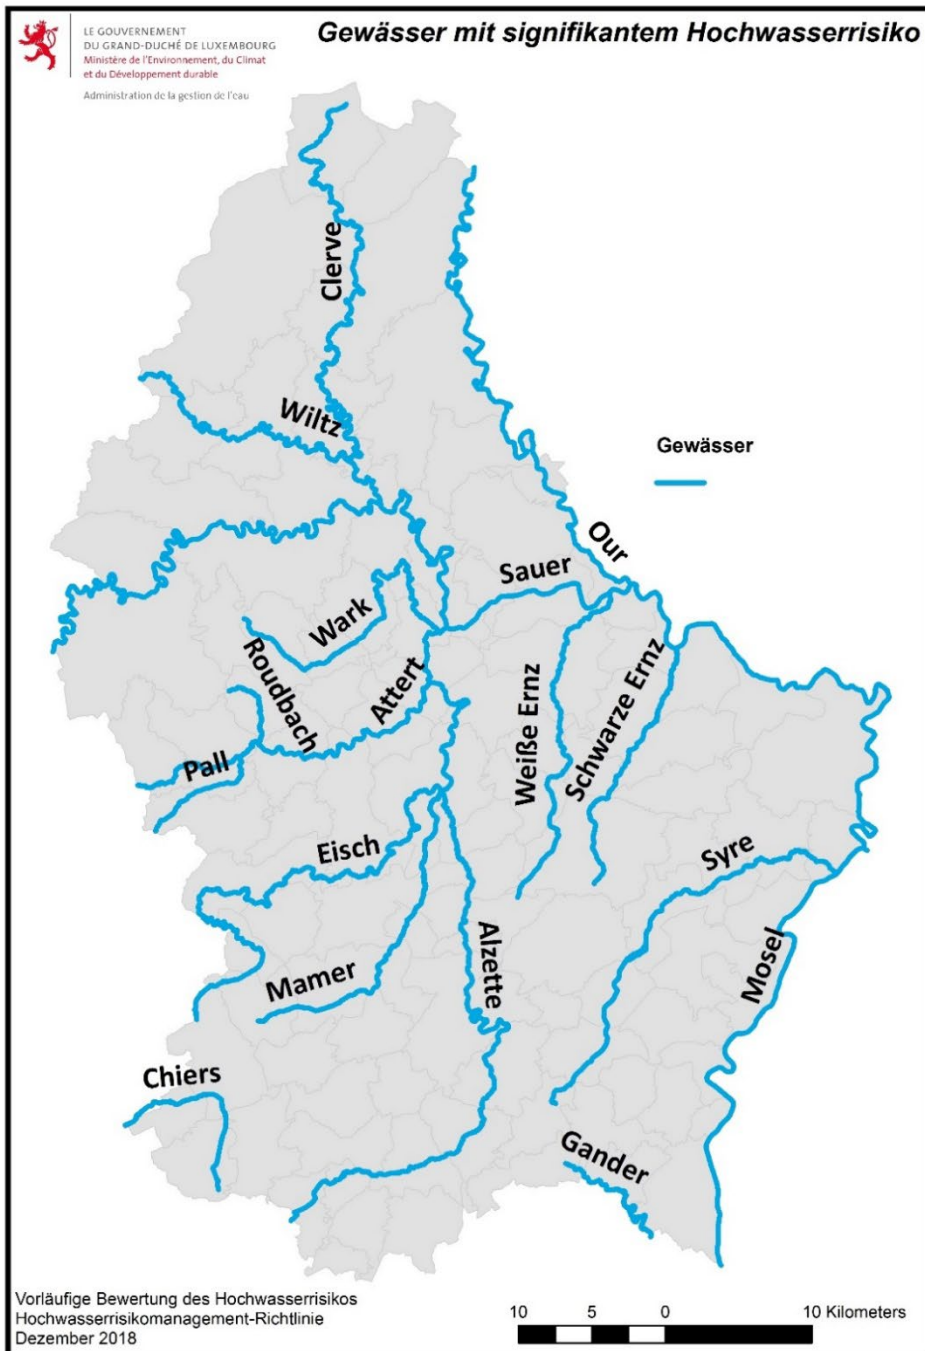 LE GOUVERNEMENT
DU GRAND-DUCHÉ DE LUXEMBOURG
Ministère de l'Environnement, du Climat
et du Développement durable
Administration de la gestion de l'eau
Gewässer mit signifikantem Hochwasserrisiko
Clerve
Wiltz
Gewässer
Our
Sauer
Wark
Roudbach
Attert
Weiße Ernz
Schwarze Ernz
Pall
Eisch
Syre
Alzette
Mosel
Mamer
Chiers
Gander
Vorläufige Bewertung des Hochwasserrisikos
Hochwasserrisikomanagement-Richtlinie
Dezember 2018
10 5 0 10 Kilometers